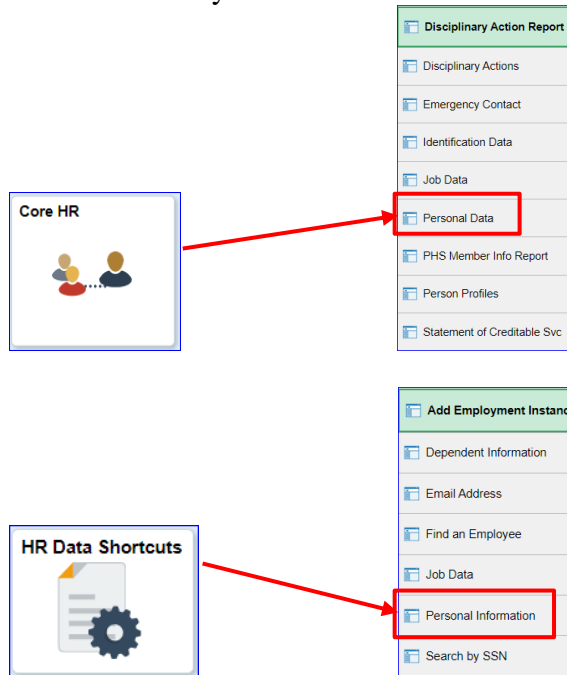 Disciplinary Action Report
Disciplinary Actions
Emergency Contact
Identification Data
Job Data
Core HR
Personal Data
PHS Member Info Report
Person Profiles
Statement of Creditable Svc
Add Employment Instanc
Dependent Information
Email Address
Find an Employee
HR Data Shortcuts
Job Data
Personal Information
Search by SSN